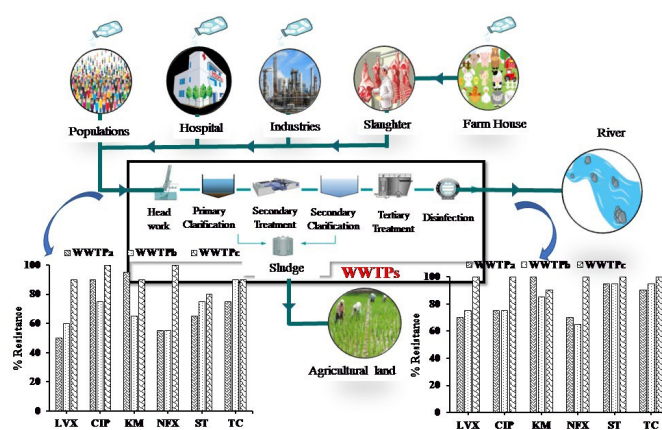 Populations
Hospital
Industries
Slaughter
Farm House
River
Head
work
Primary
Clarification
Secondary
Treatment
Secondary
Clarification
Tertiary
Treatment
Disinfection
Sludge
WWTPs
Agricultural land
WWTPa WWTPb WWTPc
% Resistance
100
80
60
40
20
0
LVX CIP KM NFX ST TC
WWTPa WWTPb WWTPc
% Resistance
100
80
60
40
20
0
LVX CIP KM NFX ST TC